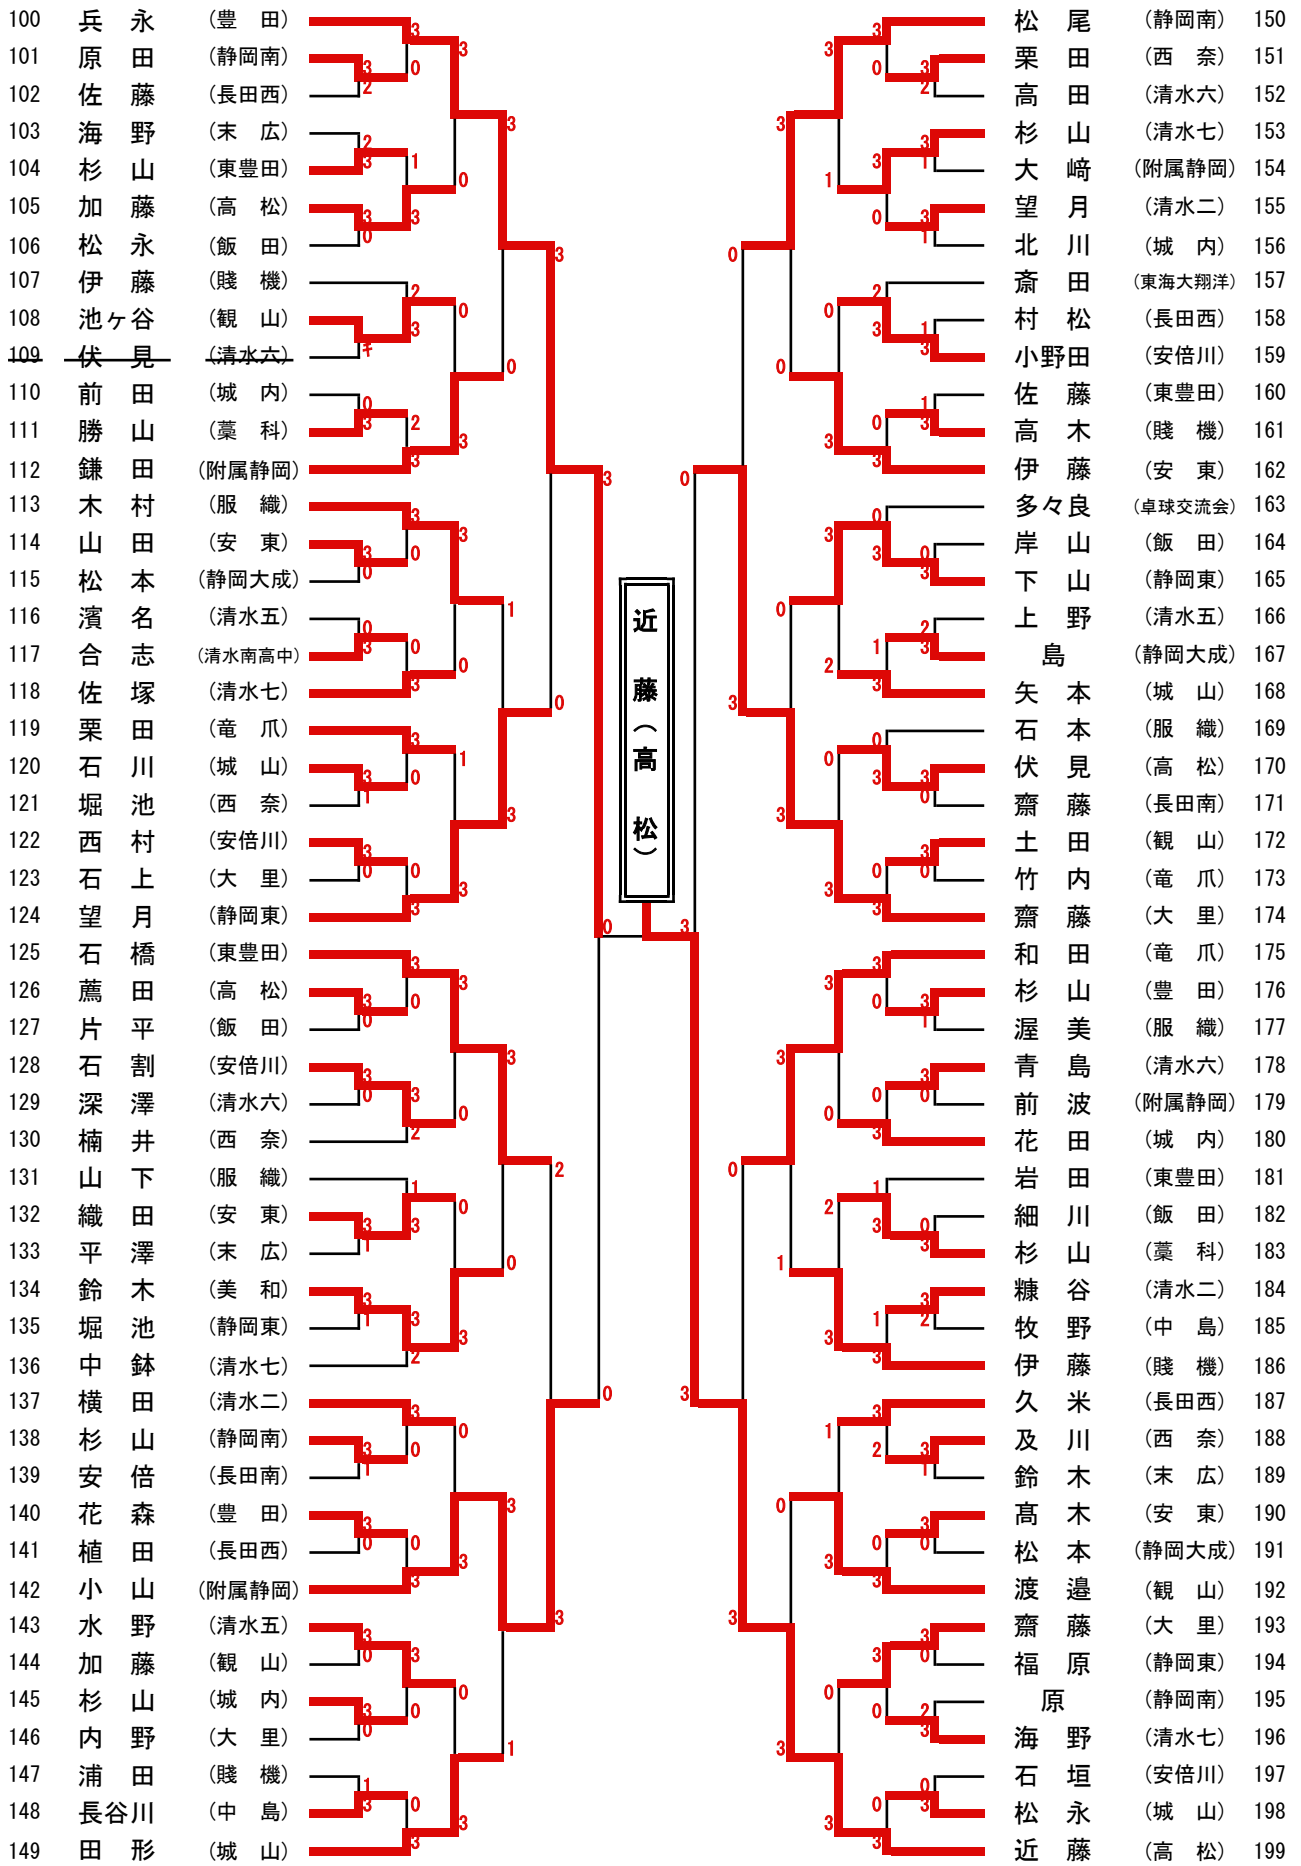 100 兵 永 (豊 田)
101 原 田 (静岡南)
102 佐 藤 (長田西)
103 海 野 (末 広)
104 杉 山 (東豊田)
105 加 藤 (高 松)
106 松 永 (飯 田)
107 伊 藤 (賤 機)
108 池ヶ谷 (観 山)
109 伏 見 (清水六)
110 前 田 (城 内)
111 勝 山 (藁 科)
112 鎌 田 (附属静岡)
113 木 村 (服 織)
114 山 田 (安 東)
115 松 本 (静岡大成)
116 濱 名 (清水五)
117 合 志 (清水南高中)
118 佐 塚 (清水七)
119 栗 田 (竜 爪)
120 石 川 (城 山)
121 堀 池 (西 奈)
122 西 村 (安倍川)
123 石 上 (大 里)
124 望 月 (静岡東)
125 石 橋 (東豊田)
126 薦 田 (高 松)
127 片 平 (飯 田)
128 石 割 (安倍川)
129 深 澤 (清水六)
130 楠 井 (西 奈)
131 山 下 (服 織)
132 織 田 (安 東)
133 平 澤 (末 広)
134 鈴 木 (美 和)
135 堀 池 (静岡東)
136 中 鉢 (清水七)
137 横 田 (清水二)
138 杉 山 (静岡南)
139 安 倍 (長田南)
140 花 森 (豊 田)
141 植 田 (長田西)
142 小 山 (附属静岡)
143 水 野 (清水五)
144 加 藤 (観 山)
145 杉 山 (城 内)
146 内 野 (大 里)
147 浦 田 (賤 機)
148 長谷川 (中 島)
149 田 形 (城 山)
近藤(高松)
松 尾 (静岡南) 150
栗 田 (西 奈) 151
高 田 (清水六) 152
杉 山 (清水七) 153
大 﨑 (附属静岡) 154
望 月 (清水二) 155
北 川 (城 内) 156
斎 田 (東海大翔洋) 157
村 松 (長田西) 158
小野田 (安倍川) 159
佐 藤 (東豊田) 160
高 木 (賤 機) 161
伊 藤 (安 東) 162
多々良 (卓球交流会) 163
岸 山 (飯 田) 164
下 山 (静岡東) 165
上 野 (清水五) 166
島 (静岡大成) 167
矢 本 (城 山) 168
石 本 (服 織) 169
伏 見 (高 松) 170
齋 藤 (長田南) 171
土 田 (観 山) 172
竹 内 (竜 爪) 173
齋 藤 (大 里) 174
和 田 (竜 爪) 175
杉 山 (豊 田) 176
渥 美 (服 織) 177
青 島 (清水六) 178
前 波 (附属静岡) 179
花 田 (城 内) 180
岩 田 (東豊田) 181
細 川 (飯 田) 182
杉 山 (藁 科) 183
糠 谷 (清水二) 184
牧 野 (中 島) 185
伊 藤 (賤 機) 186
久 米 (長田西) 187
及 川 (西 奈) 188
鈴 木 (末 広) 189
髙 木 (安 東) 190
松 本 (静岡大成) 191
渡 邉 (観 山) 192
齋 藤 (大 里) 193
福 原 (静岡東) 194
原 (静岡南) 195
海 野 (清水七) 196
石 垣 (安倍川) 197
松 永 (城 山) 198
近 藤 (高 松) 199